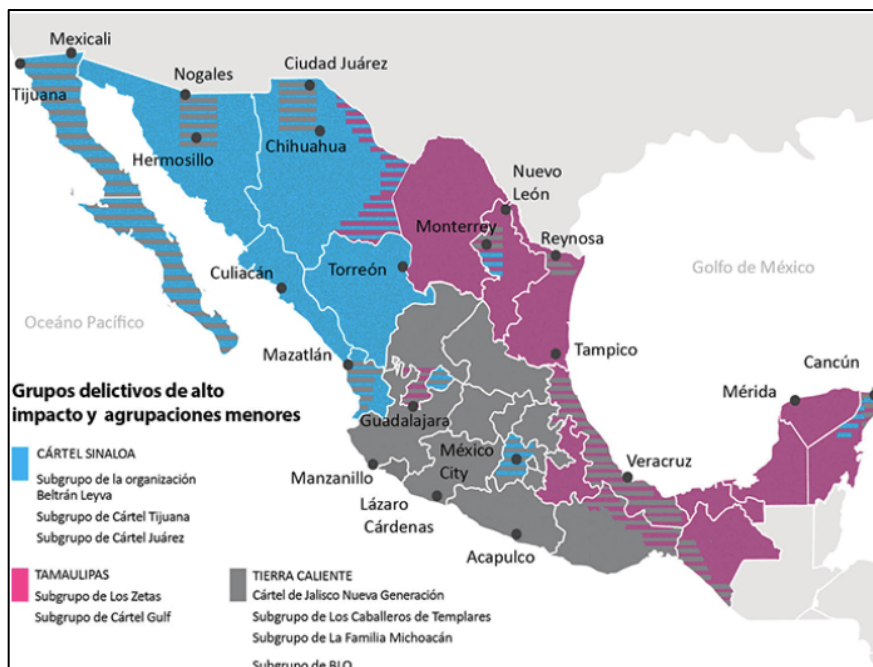 Mexicali
Ciudad Juárez
Nogales
Tijuana
Hermosillo
Chihuahua
Nuevo
León
Monterrey
Reynosa
Golfo de México
Culiacán
Torreón
Océano Pacífico
Mazatlán
Tampico
Cancún
Mérida
Guadalajara
México
City
Veracruz
Manzanillo
Lázaro
Cárdenas
Acapulco
Grupos delictivos de alto
impacto y agrupaciones menores
CÁRTEL SINALOA
Subgrupo de la organización
Beltrán Leyva
Subgrupo de Cártel Tijuana
Subgrupo de Cártel Juárez
TAMAULIPAS
Subgrupo de Los Zetas
Subgrupo de Cártel Gulf
TIERRA CALIENTE
Cártel de Jalisco Nueva Generación
Subgrupo de Los Caballeros de Templares
Subgrupo de La Familia Michoacán
Subgrupo de BLO